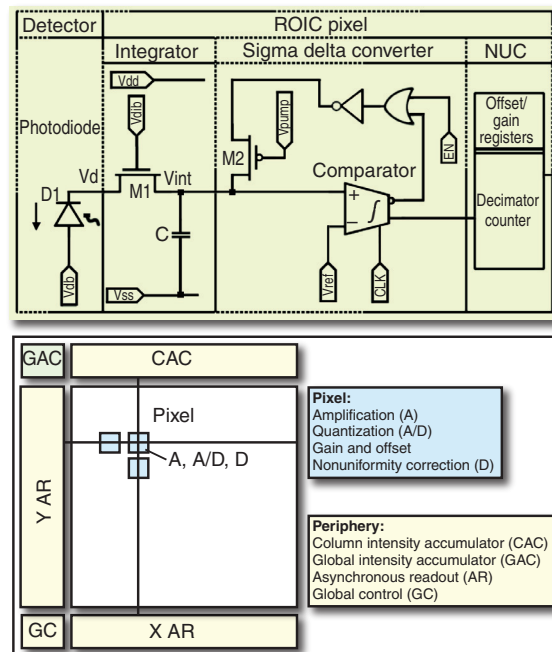 Detector
ROIC pixel
Integrator
Sigma delta converter
NUC
Vdd
Vdib
Vpump
EN
Offset/
gain
registers
Photodiode
M2
Comparator
Vd
Vint
D1
M1
+
−
∫
Decimator
counter
C
Vdb
Vss
Vref
CLK
GAC
CAC
Y AR
Pixel
A, A/D, D
GC
X AR
Pixel:
Amplification (A)
Quantization (A/D)
Gain and offset
Nonuniformity correction (D)
Periphery:
Column intensity accumulator (CAC)
Global intensity accumulator (GAC)
Asynchronous readout (AR)
Global control (GC)